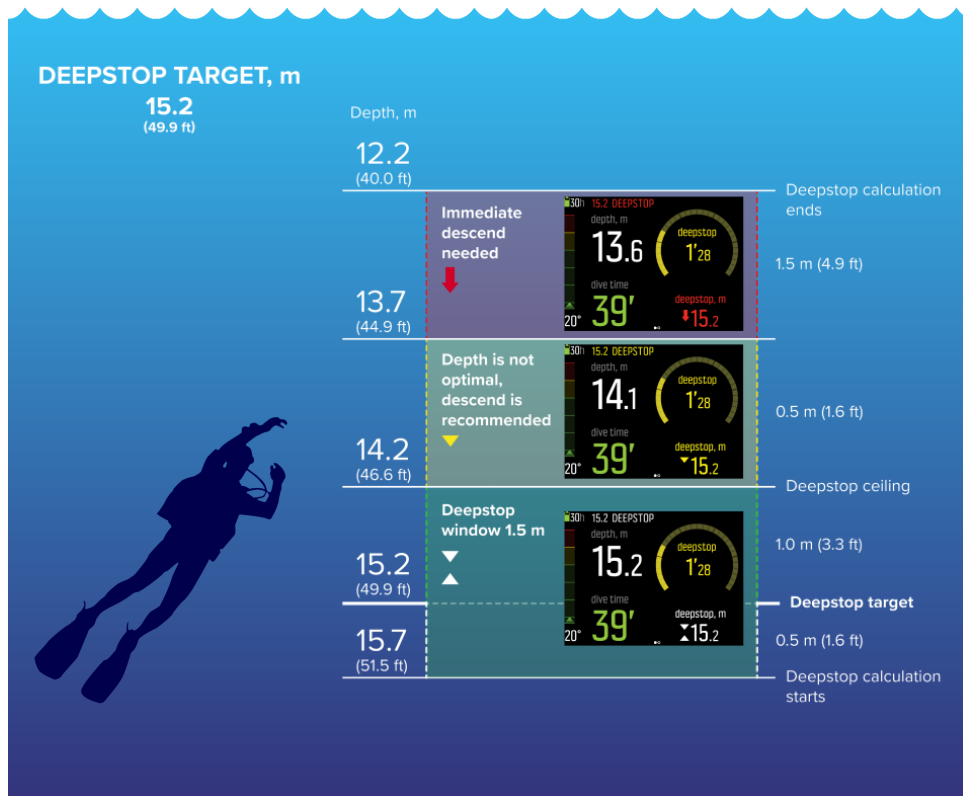 DEEPSTOP TARGET, m
15.2
(49.9 ft)
Depth, m
12.2
(40.0 ft)
Deepstop calculation
ends
Immediate
descend
needed
30h 15.2 DEEPSTOP
depth, m
13.6
deepstop
1'28
dive time
39'
deepstop, m
15.2
20°
1.5 m (4.9 ft)
13.7
(44.9 ft)
Depth is not
optimal,
descend is
recommended
30h 15.2 DEEPSTOP
depth, m
14.1
deepstop
1'28
dive time
39'
deepstop, m
15.2
20°
0.5 m (1.6 ft)
14.2
(46.6 ft)
Deepstop ceiling
Deepstop
window 1.5 m
30h 15.2 DEEPSTOP
depth, m
15.2
deepstop
1'28
dive time
39'
deepstop, m
15.2
20°
1.0 m (3.3 ft)
15.2
(49.9 ft)
Deepstop target
15.7
(51.5 ft)
0.5 m (1.6 ft)
Deepstop calculation
starts